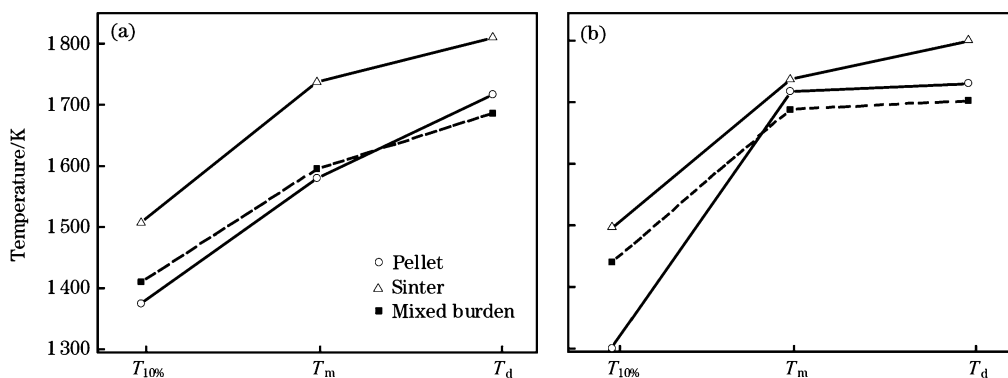 (a)
(b)
Temperature/K
1 800
1 700
1 600
1 500
1 400
1 300
Pellet
Sinter
Mixed burden
T10%
Tm
Td
T10%
Tm
Td